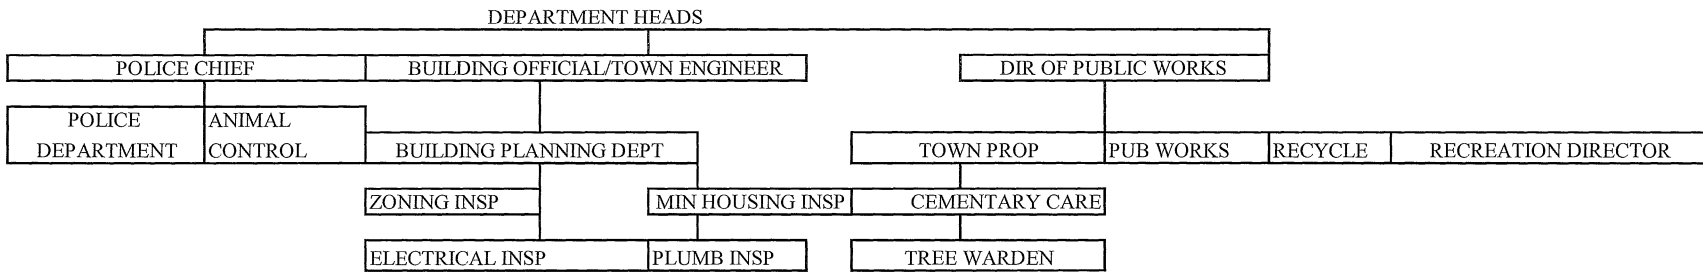 DEPARTMENT HEADS
POLICE CHIEF
BUILDING OFFICIAL/TOWN ENGINEER
DIR OF PUBLIC WORKS
POLICE
DEPARTMENT
ANIMAL
CONTROL
BUILDING PLANNING DEPT
TOWN PROP
PUB WORKS
RECYCLE
RECREATION DIRECTOR
ZONING INSP
MIN HOUSING INSP
CEMENTARY CARE
ELECTRICAL INSP
PLUMB INSP
TREE WARDEN